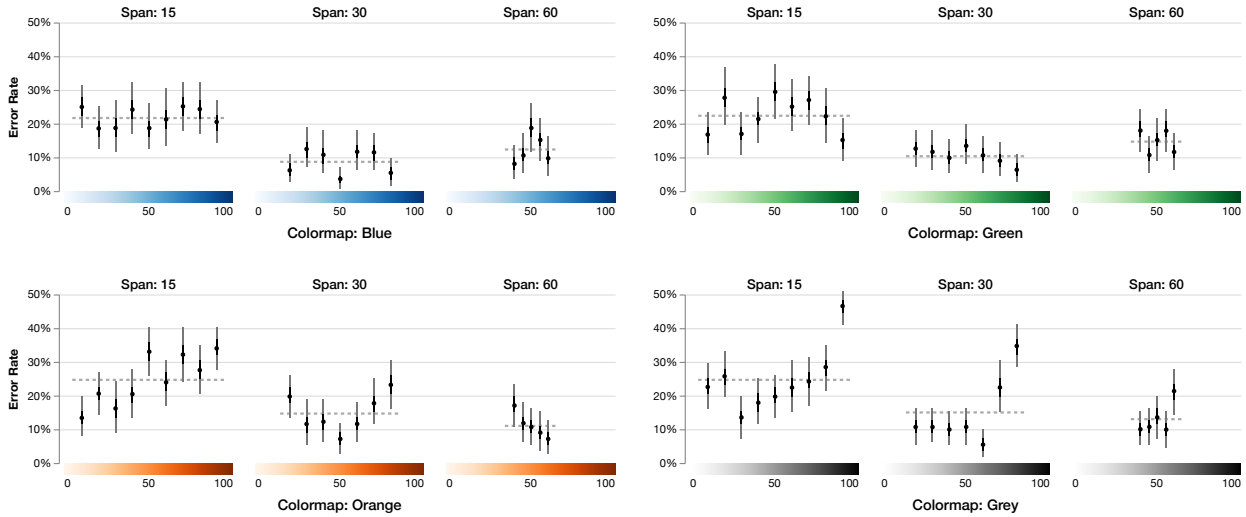 Span: 15 Span: 30 Span: 60
50%
40%
30%
20%
10%
0%
Error Rate
0 50 100 0 50 100 0 50 100
Colormap: Blue
Span: 15 Span: 30 Span: 60
50%
40%
30%
20%
10%
0%
0 50 100 0 50 100 0 50 100
Colormap: Green
Span: 15 Span: 30 Span: 60
50%
40%
30%
20%
10%
0%
Error Rate
0 50 100 0 50 100 0 50 100
Colormap: Orange
Span: 15 Span: 30 Span: 60
50%
40%
30%
20%
10%
0%
0 50 100 0 50 100 0 50 100
Colormap: Grey